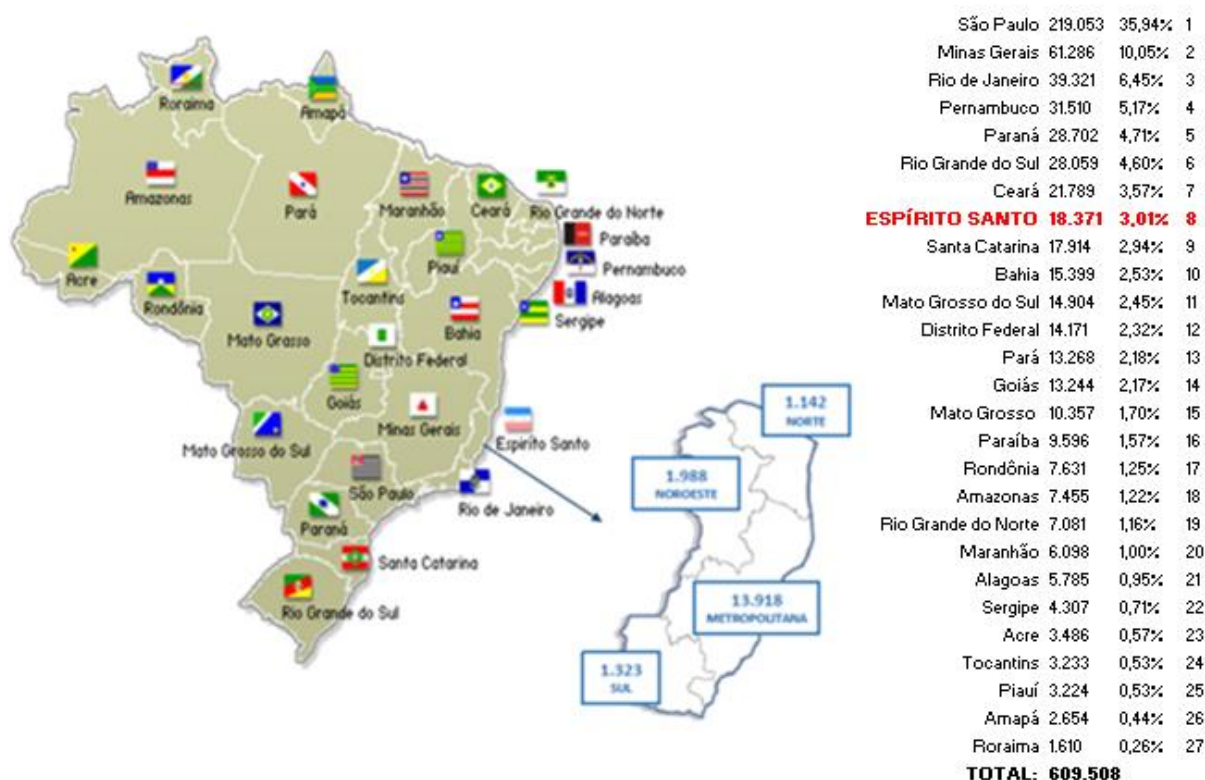 Roraima
Amapá
Amazonas
Pará
Maranhão
Ceará
Rio Grande do Norte
Paraíba
Piauí
Pernambuco
Acre
Rondônia
Tocantins
Alagoas
Sergipe
Mato Grosso
Bahia
Distrito Federal
Goiás
Minas Gerais
Espirito Santo
Mato Grosso do Sul
São Paulo
Rio de Janeiro
Paraná
Santa Catarina
Rio Grande do Sul
1.142
NORTE
1.988
NOROESTE
13.918
METROPOLITANA
1.323
SUL
São Paulo 219.053 35,94% 1
Minas Gerais 61.286 10,05% 2
Rio de Janeiro 39.321 6,45% 3
Pernambuco 31.510 5,17% 4
Paraná 28.702 4,71% 5
Rio Grande do Sul 28.059 4,60% 6
Ceará 21.789 3,57% 7
ESPÍRITO SANTO 18.371 3,01% 8
Santa Catarina 17.914 2,94% 9
Bahia 15.399 2,53% 10
Mato Grosso do Sul 14.904 2,45% 11
Distrito Federal 14.171 2,32% 12
Pará 13.268 2,18% 13
Goiás 13.244 2,17% 14
Mato Grosso 10.357 1,70% 15
Paraíba 9.596 1,57% 16
Rondônia 7.631 1,25% 17
Amazonas 7.455 1,22% 18
Rio Grande do Norte 7.081 1,16% 19
Maranhão 6.098 1,00% 20
Alagoas 5.785 0,95% 21
Sergipe 4.307 0,71% 22
Acre 3.486 0,57% 23
Tocantins 3.233 0,53% 24
Piauí 3.224 0,53% 25
Amapá 2.654 0,44% 26
Roraima 1.610 0,26% 27
TOTAL: 609.508